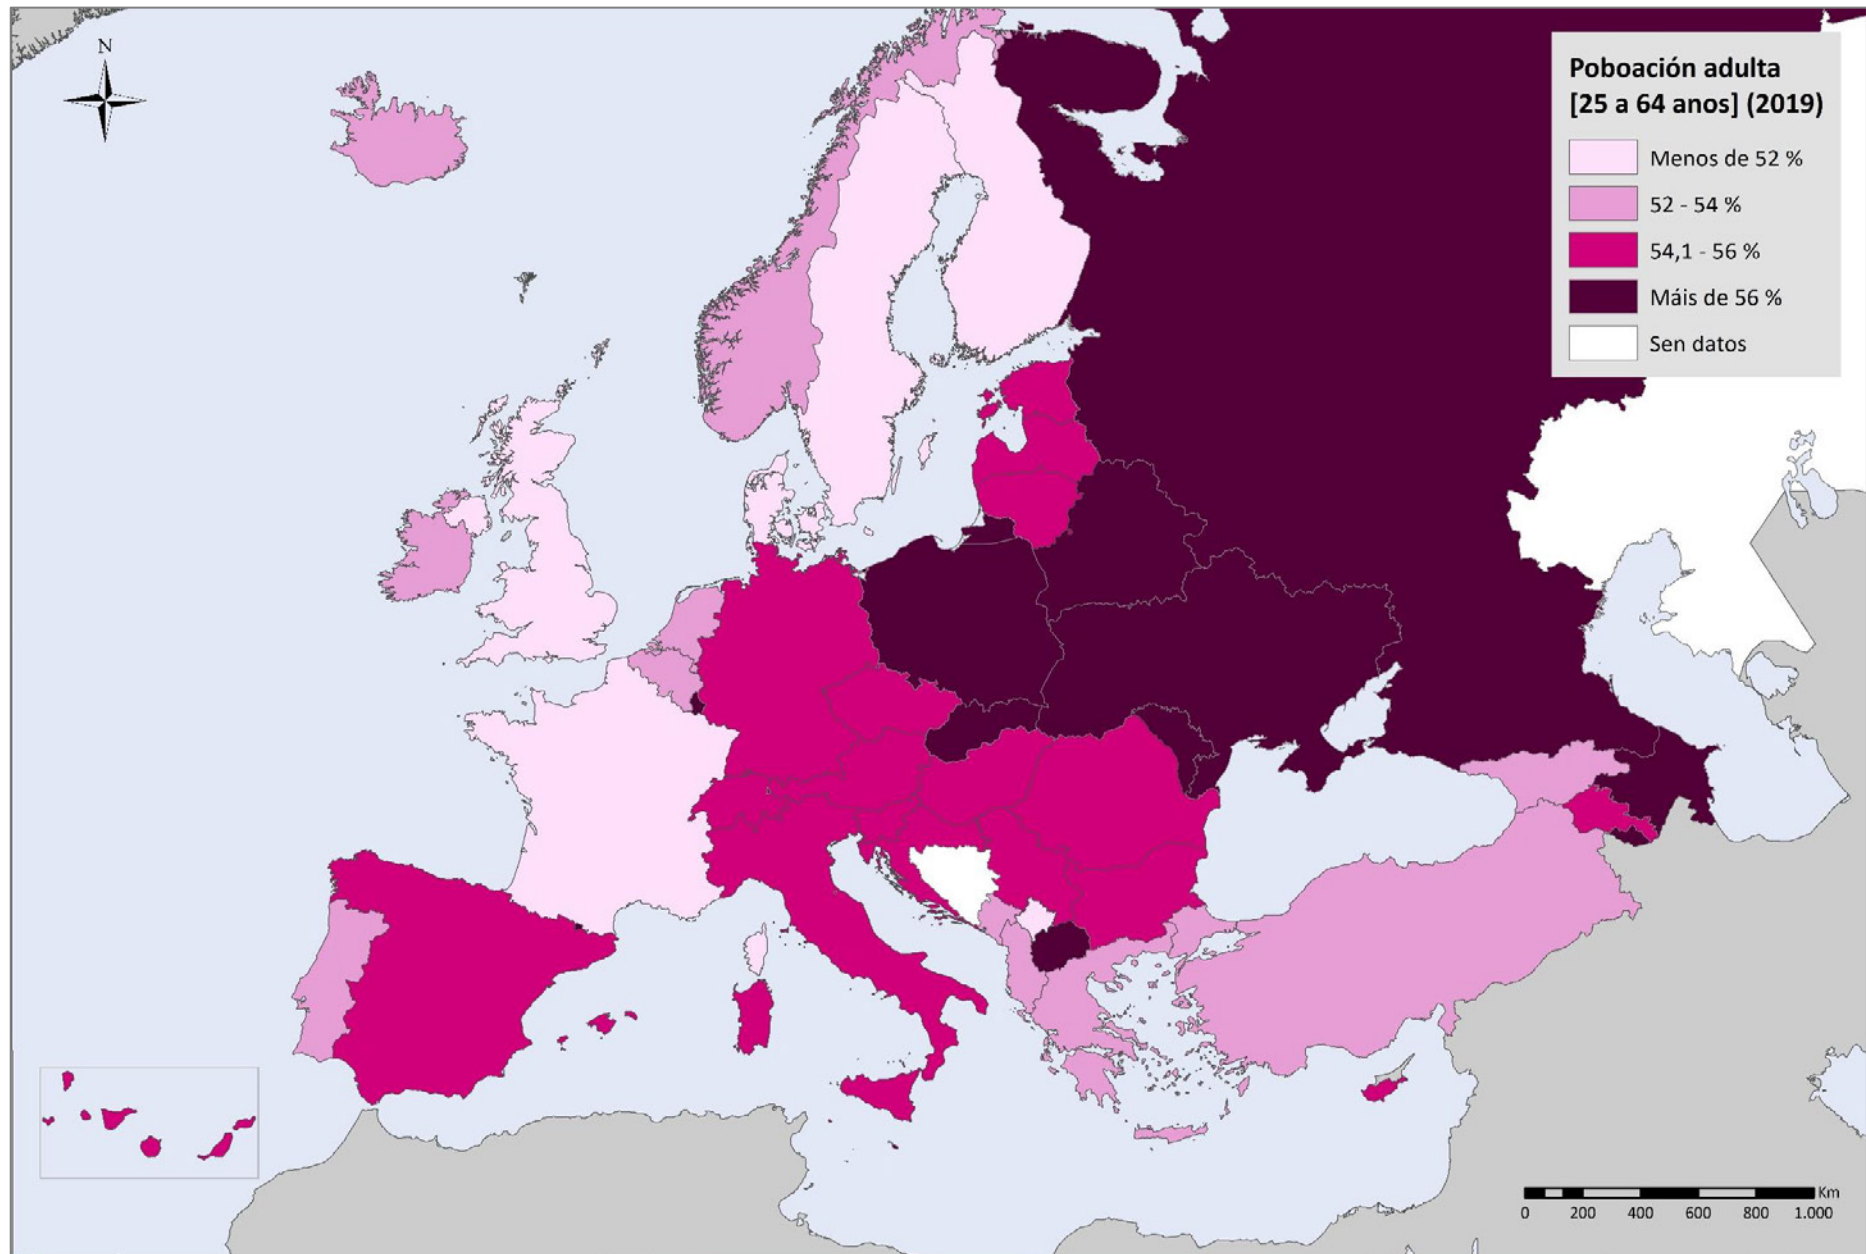 N
Poboación adulta
[25 a 64 anos] (2019)
Menos de 52 %
52 - 54 %
54,1 - 56 %
Máis de 56 %
Sen datos
Km
0 200 400 600 800 1.000